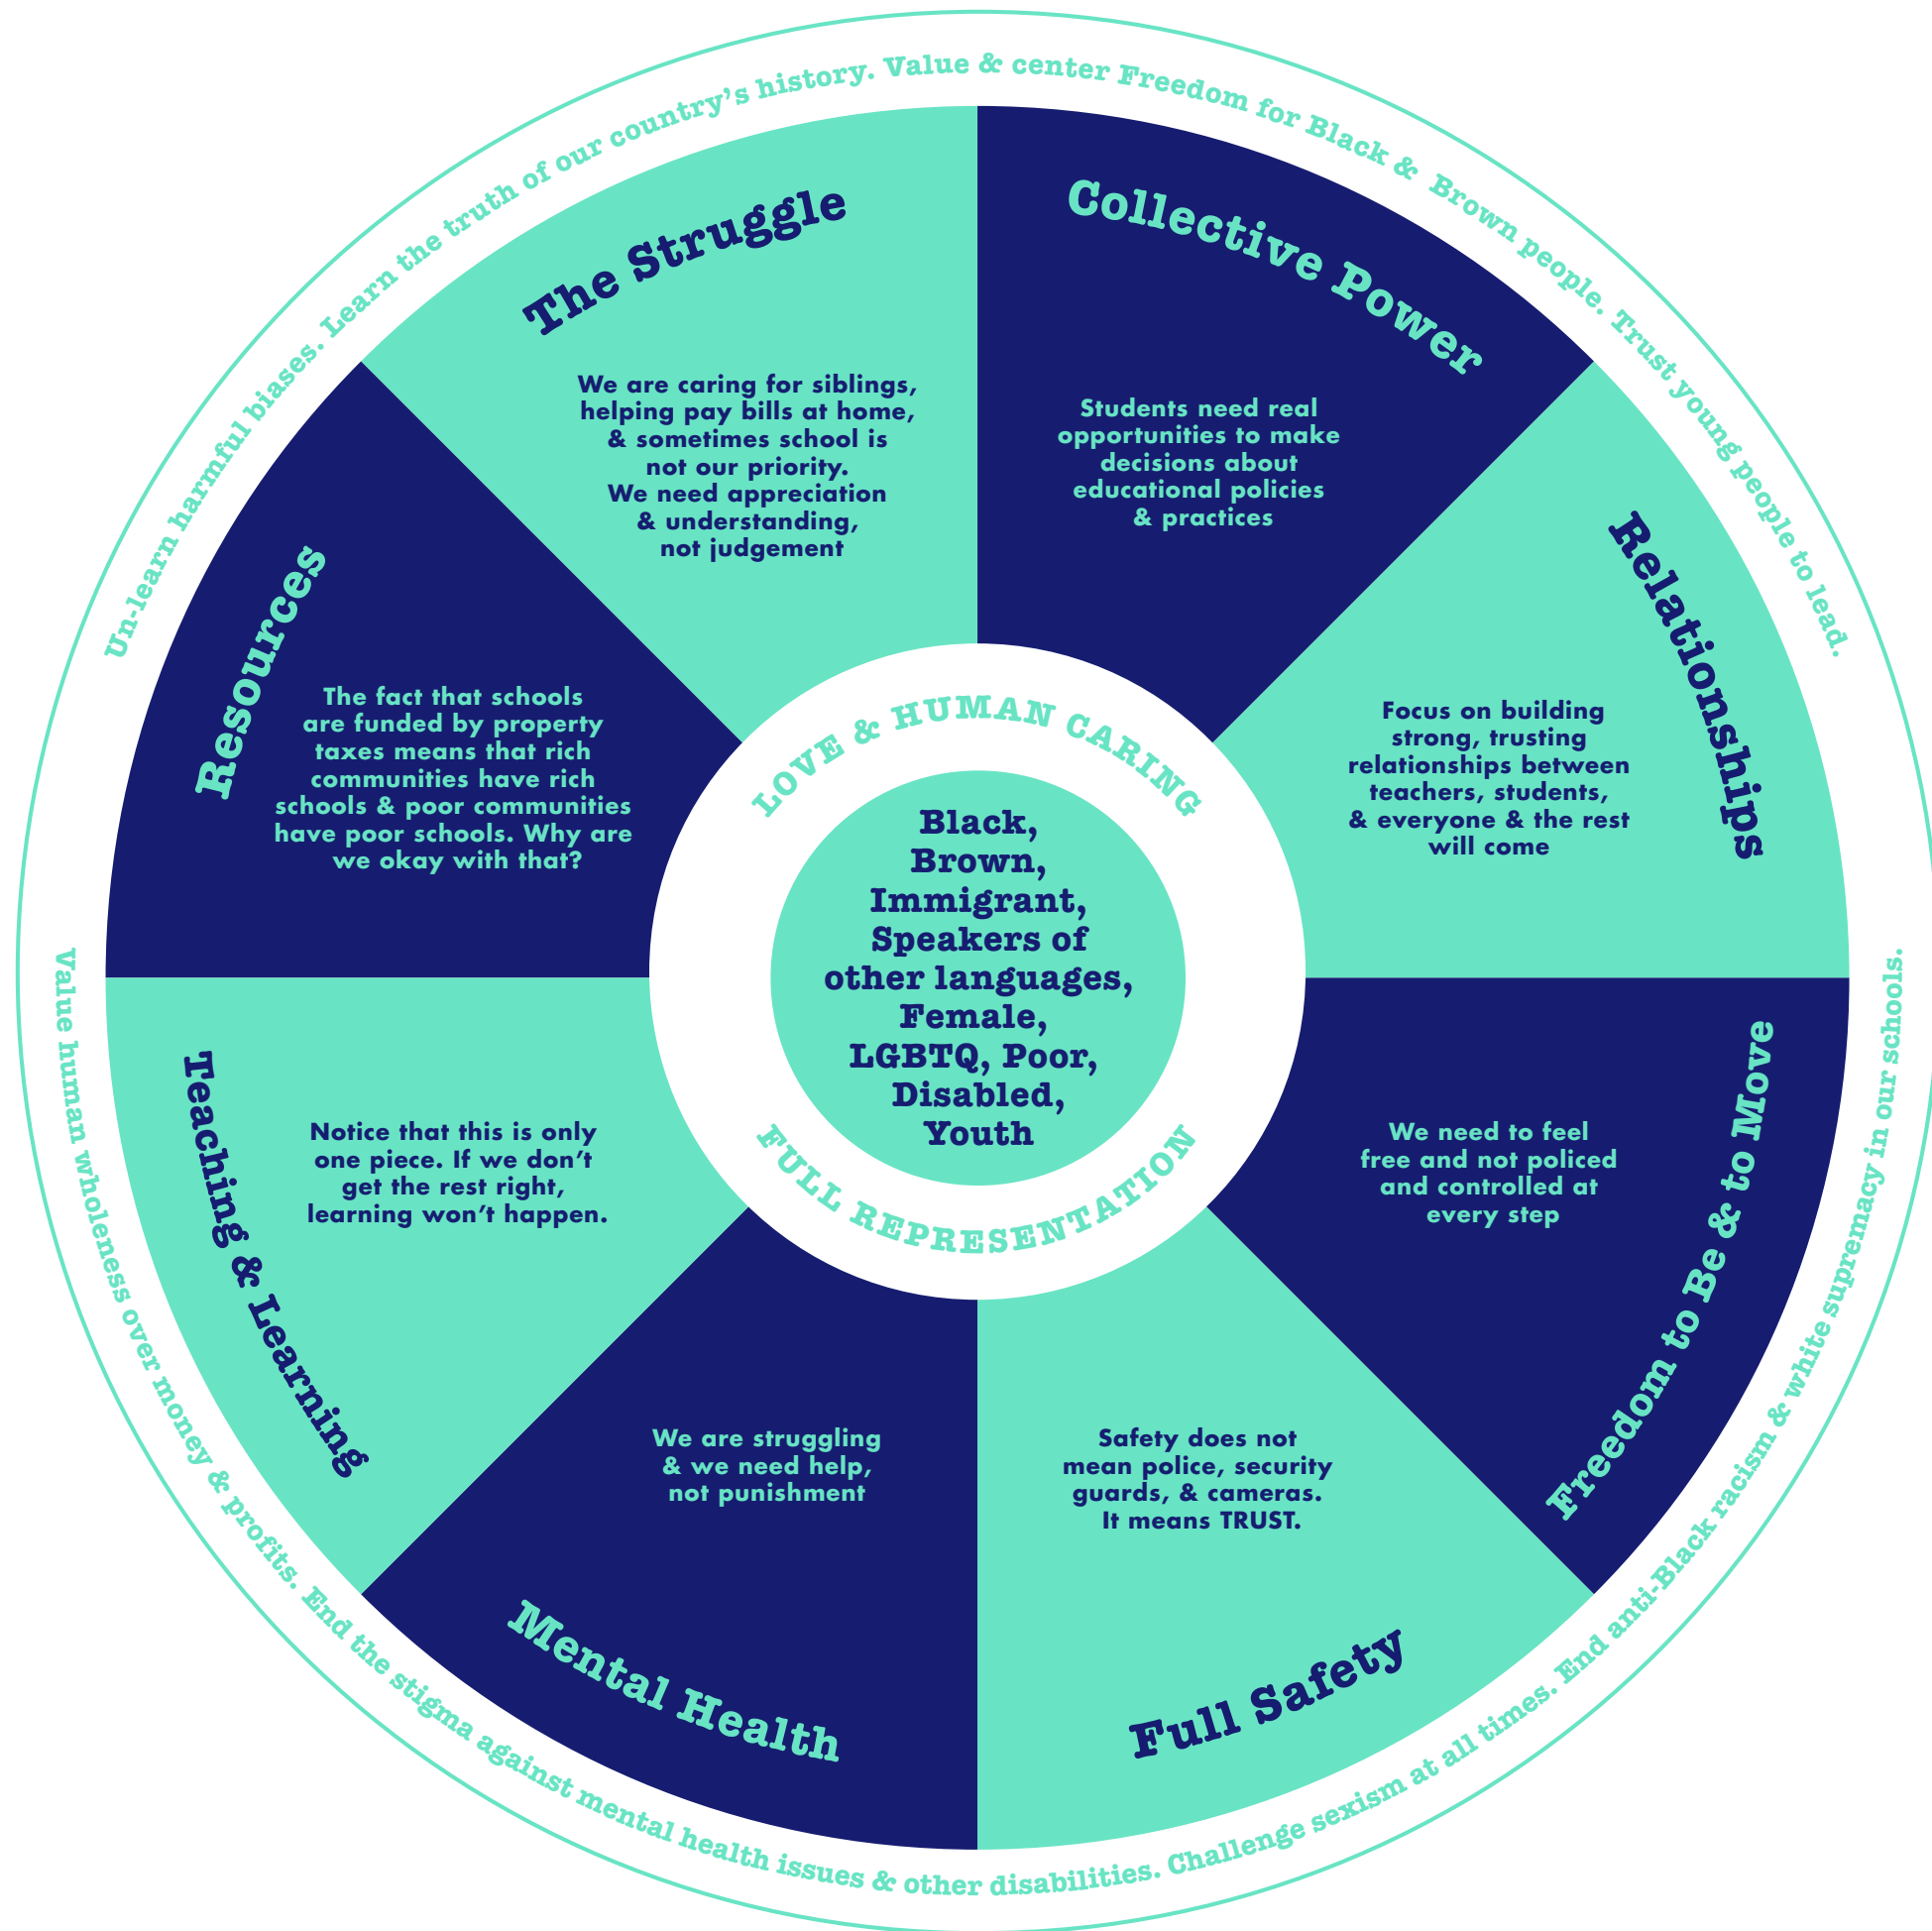 Un-learn harmful biases. Learn the truth of our country's history. Value & center Freedom for Black & Brown people. Trust young people to lead.
The Struggle
We are caring for siblings,
helping pay bills at home,
& sometimes school is
not our priority.
We need appreciation
& understanding,
not judgement
Collective Power
Students need real
opportunities to make
decisions about
educational policies
& practices
Relationships
Focus on building
strong, trusting
relationships between
teachers, students,
& everyone & the rest
will come
Freedom to Be & to Move
We need to feel
free and not policed
and controlled at
every step
Full Safety
Safety does not
mean police, security
guards, & cameras.
It means TRUST.
Mental Health
We are struggling
& we need help,
not punishment
Teaching & Learning
Notice that this is only
one piece. If we don't
get the rest right,
learning won't happen.
Resources
The fact that schools
are funded by property
taxes means that rich
communities have rich
schools & poor communities
have poor schools. Why are
we okay with that?
LOVE & HUMAN CARING
Black,
Brown,
Immigrant,
Speakers of
other languages,
Female,
LGBTQ, Poor,
Disabled,
Youth
FULL REPRESENTATION
Value human wholeness over money & profits. End the stigma against mental health issues & other disabilities. Challenge sexism at all times. End anti-Black racism & white supremacy in our schools.